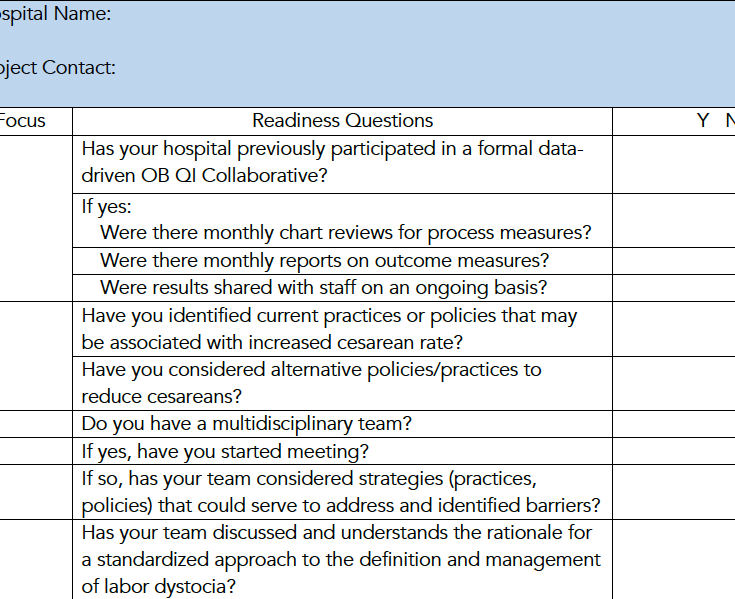 spital Name:
ject Contact:
Focus Readiness Questions Y N
Has your hospital previously participated in a formal data-
driven OB QI Collaborative?
If yes:
Were there monthly chart reviews for process measures?
Were there monthly reports on outcome measures?
Were results shared with staff on an ongoing basis?
Have you identified current practices or policies that may
be associated with increased cesarean rate?
Have you considered alternative policies/practices to
reduce cesareans?
Do you have a multidisciplinary team?
If yes, have you started meeting?
If so, has your team considered strategies (practices,
policies) that could serve to address and identified barriers?
Has your team discussed and understands the rationale for
a standardized approach to the definition and management
of labor dystocia?